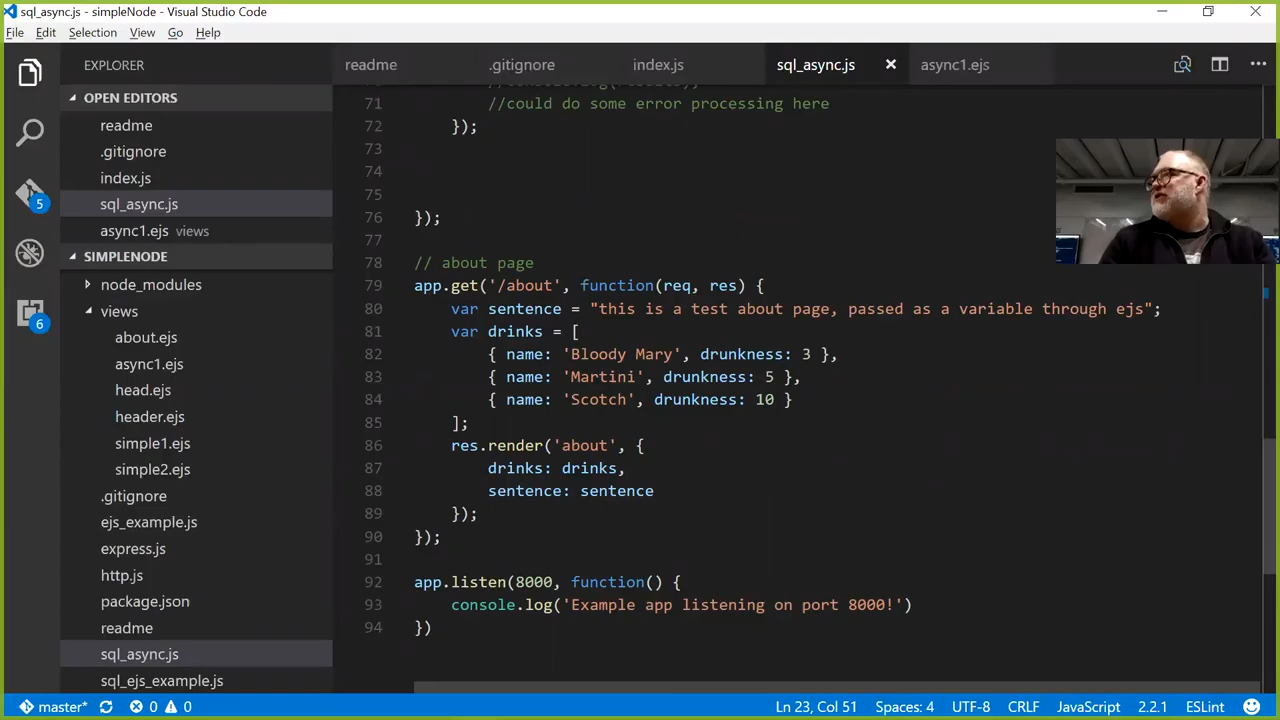 sql_async.js - simpleNode - Visual Studio Code
File Edit Selection View Go Help
EXPLORER
readme .gitignore index.js sql_async.js async1.ejs
OPEN EDITORS
readme
.gitignore
index.js
sql_async.js
async1.ejs views
SIMPLENODE
node_modules
views
about.ejs
async1.ejs
head.ejs
header.ejs
simple1.ejs
simple2.ejs
.gitignore
ejs_example.js
express.js
http.js
package.json
readme
sql_async.js
sql_ejs_example.js
5
6
71 //could do some error processing here
72 });
73
74
75
76 });
77
78 // about page
79 app.get('/about', function(req, res) {
80 var sentence = "this is a test about page, passed as a variable through ejs";
81 var drinks = [
82 { name: 'Bloody Mary', drunkness: 3 },
83 { name: 'Martini', drunkness: 5 },
84 { name: 'Scotch', drunkness: 10 }
85 ];
86 res.render('about', {
87 drinks: drinks,
88 sentence: sentence
89 });
90 });
91
92 app.listen(8000, function() {
93 console.log('Example app listening on port 8000!')
94 })
master* 0 0 Ln 23, Col 51 Spaces: 4 UTF-8 CRLF JavaScript 2.2.1 ESLint